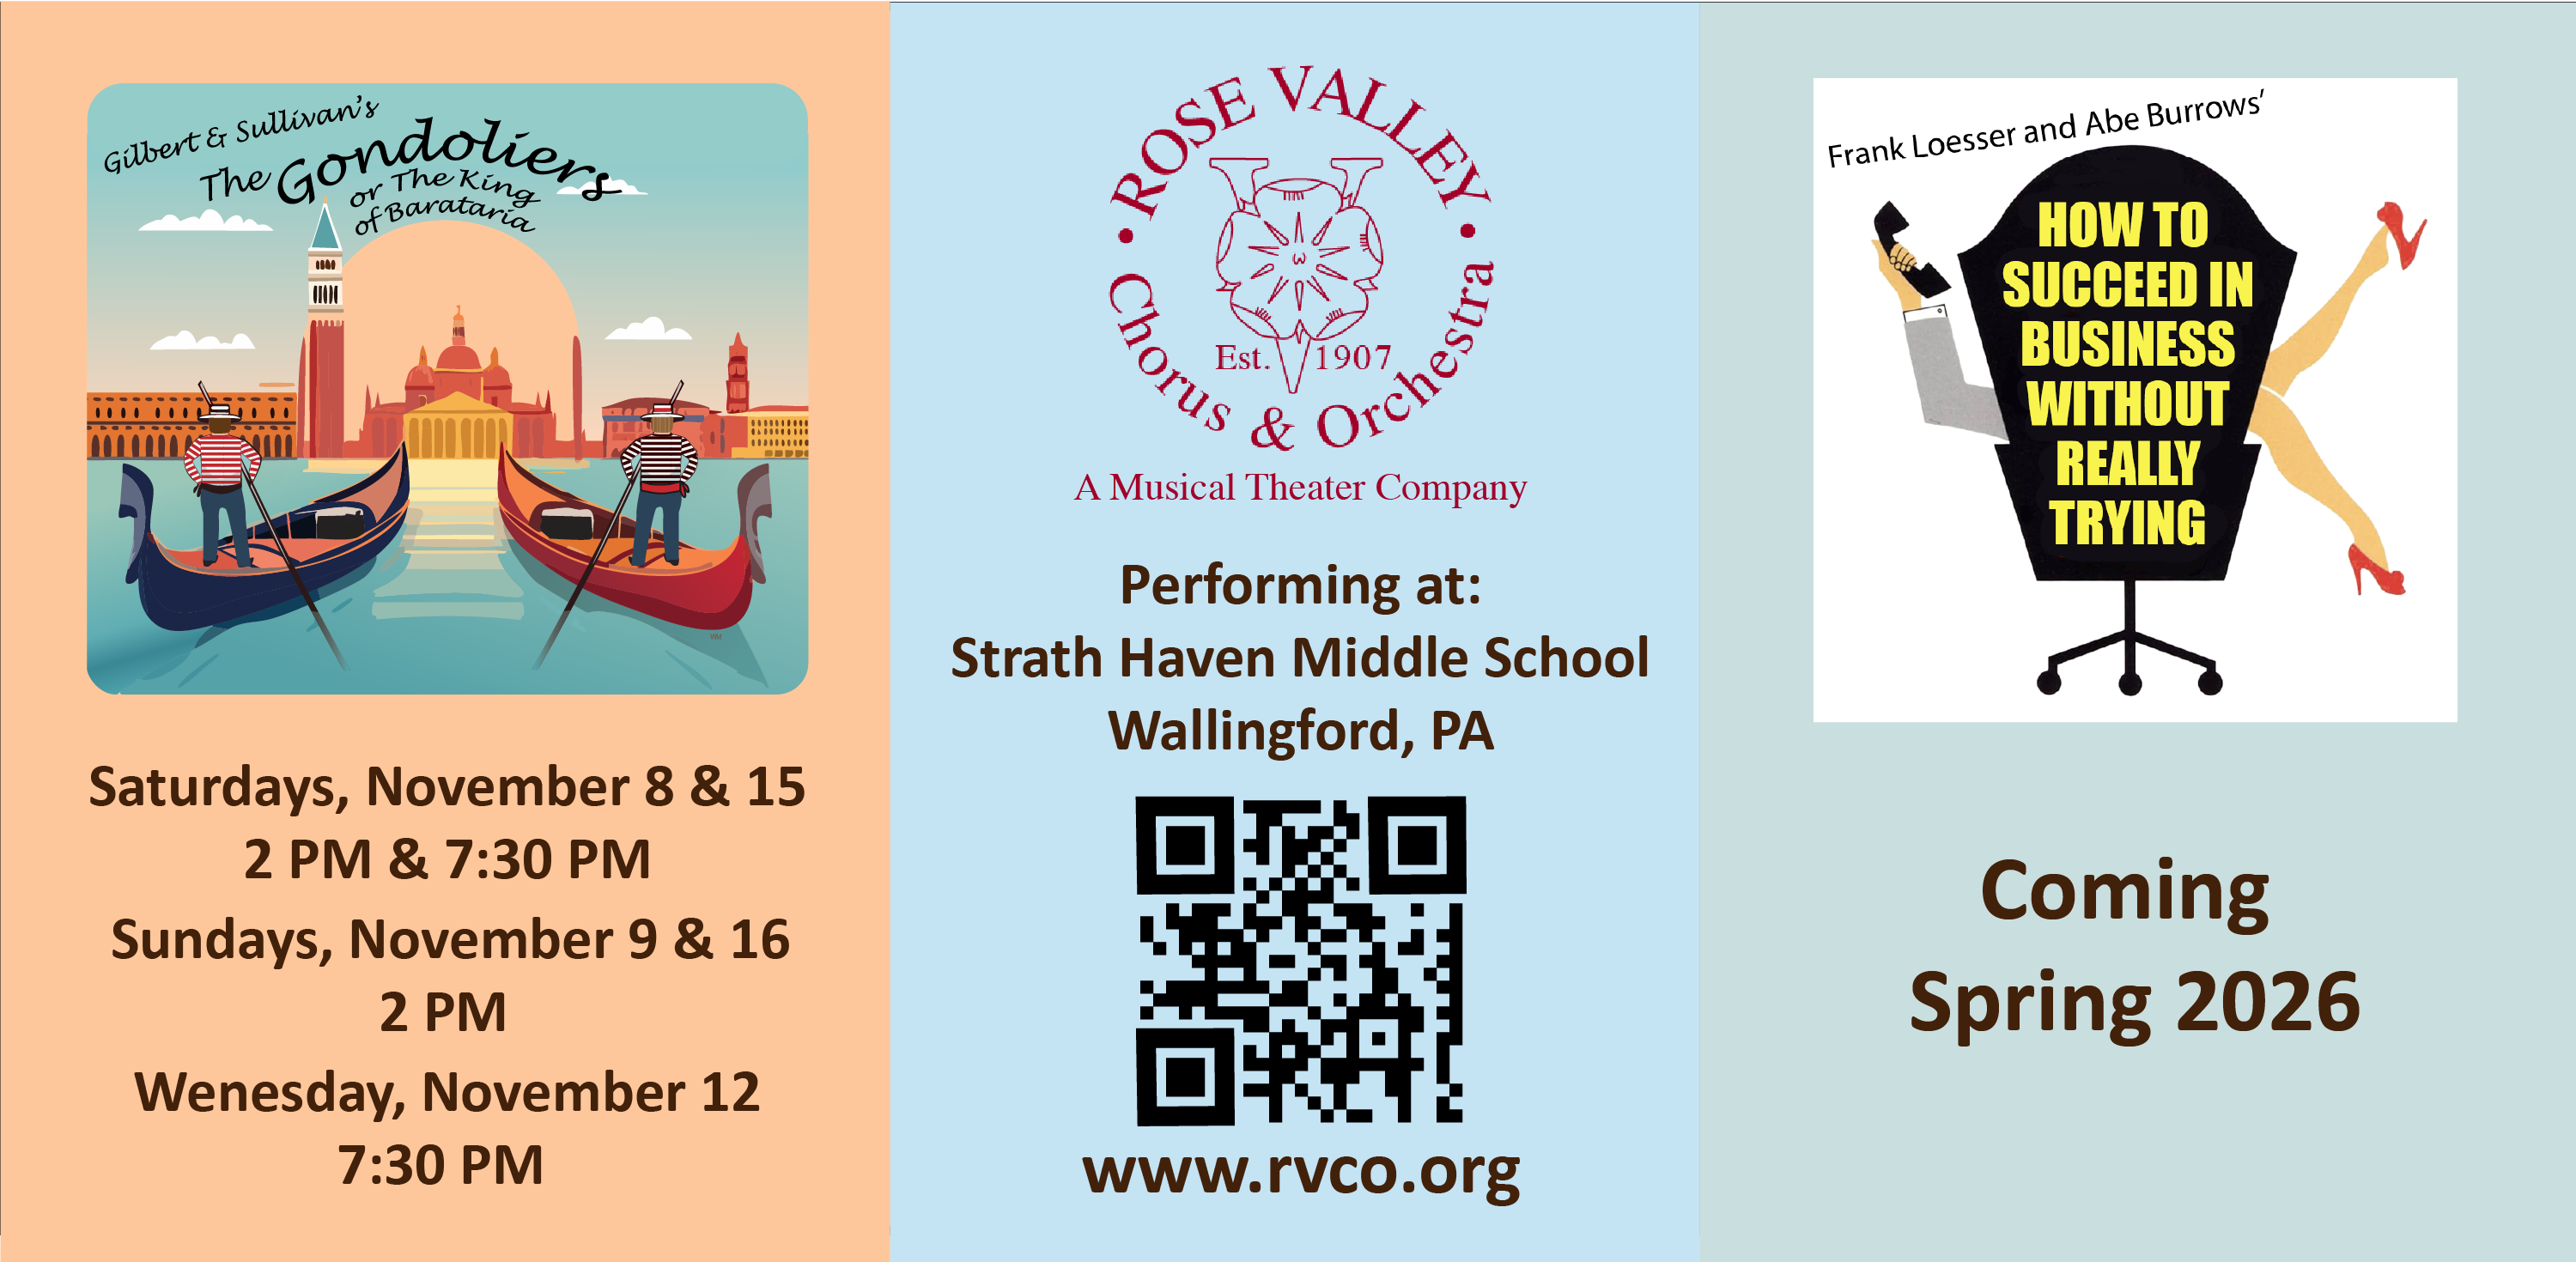 Gilbert & Sullivan's
The Gondoliers
or The King
of Barataria
Saturdays, November 8 & 15
2 PM & 7:30 PM
Sundays, November 9 & 16
2 PM
Wenesday, November 12
7:30 PM
• ROSE VALLEY •
Chorus & Orchestra
Est. 1907
A Musical Theater Company
Performing at:
Strath Haven Middle School
Wallingford, PA
www.rvco.org
Frank Loesser and Abe Burrows'
HOW TO
SUCCEED IN
BUSINESS
WITHOUT
REALLY
TRYING
Coming
Spring 2026